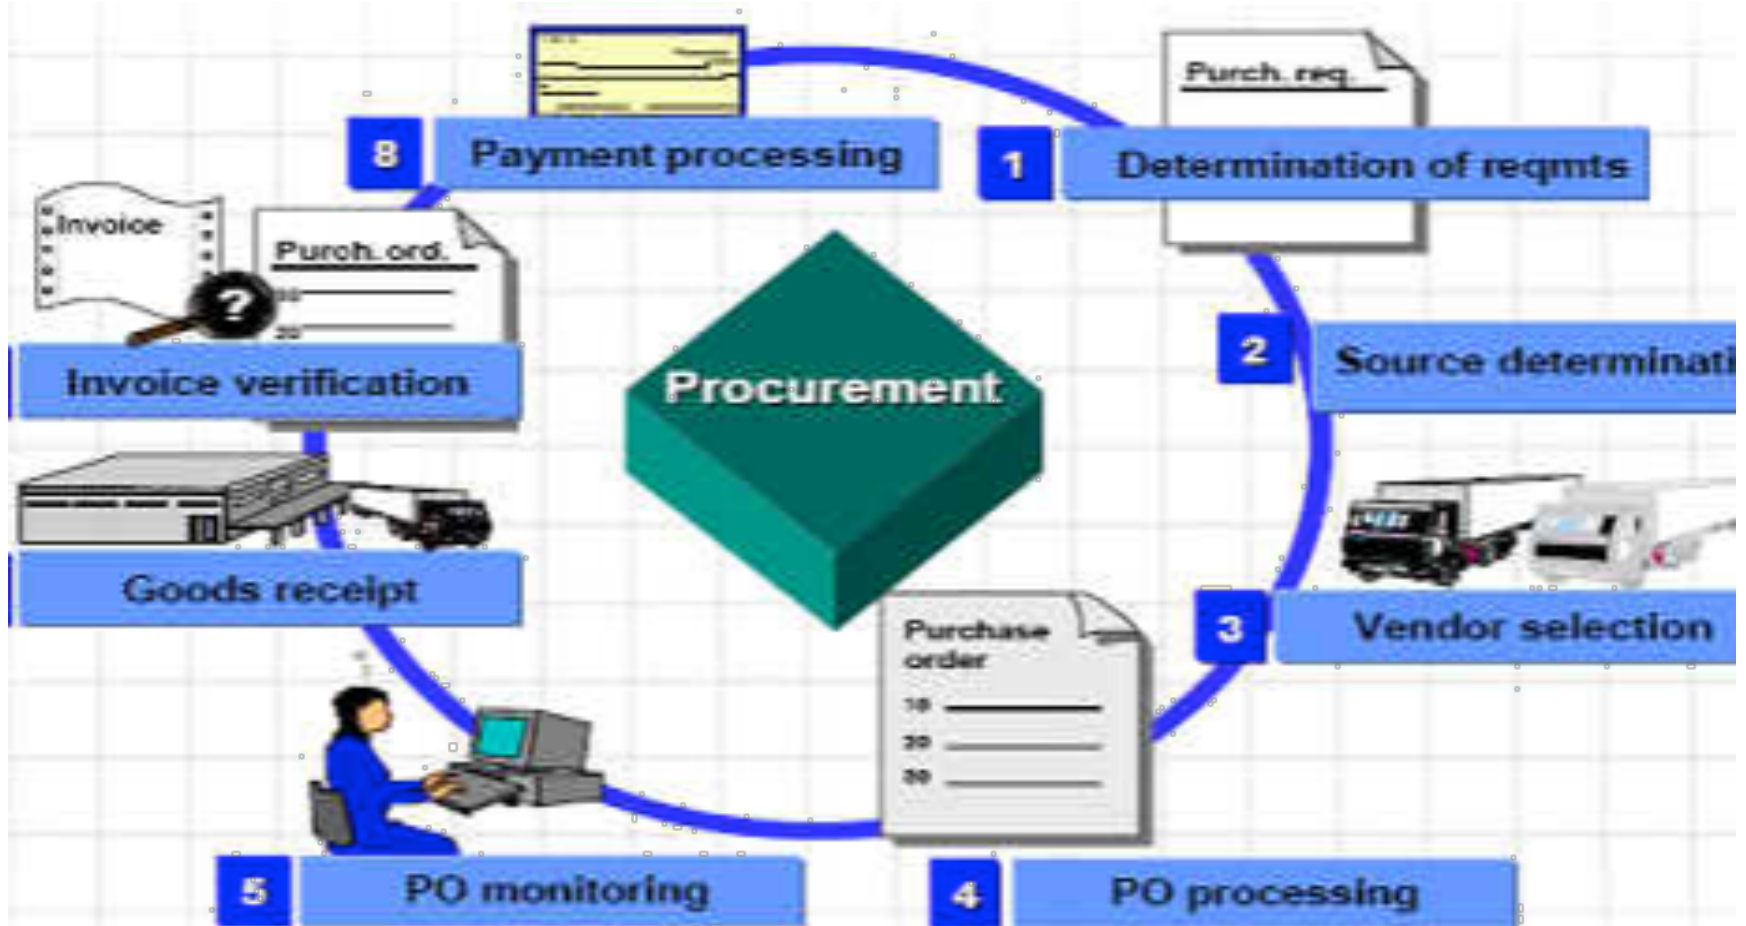 8 Payment processing
Purch. req.
1 Determination of reqmts
Invoice
Purch. ord.
?
20
Invoice verification
Procurement
2 Source determinati
Goods receipt
3 Vendor selection
Purchase
order
10
20
30
5 PO monitoring
4 PO processing